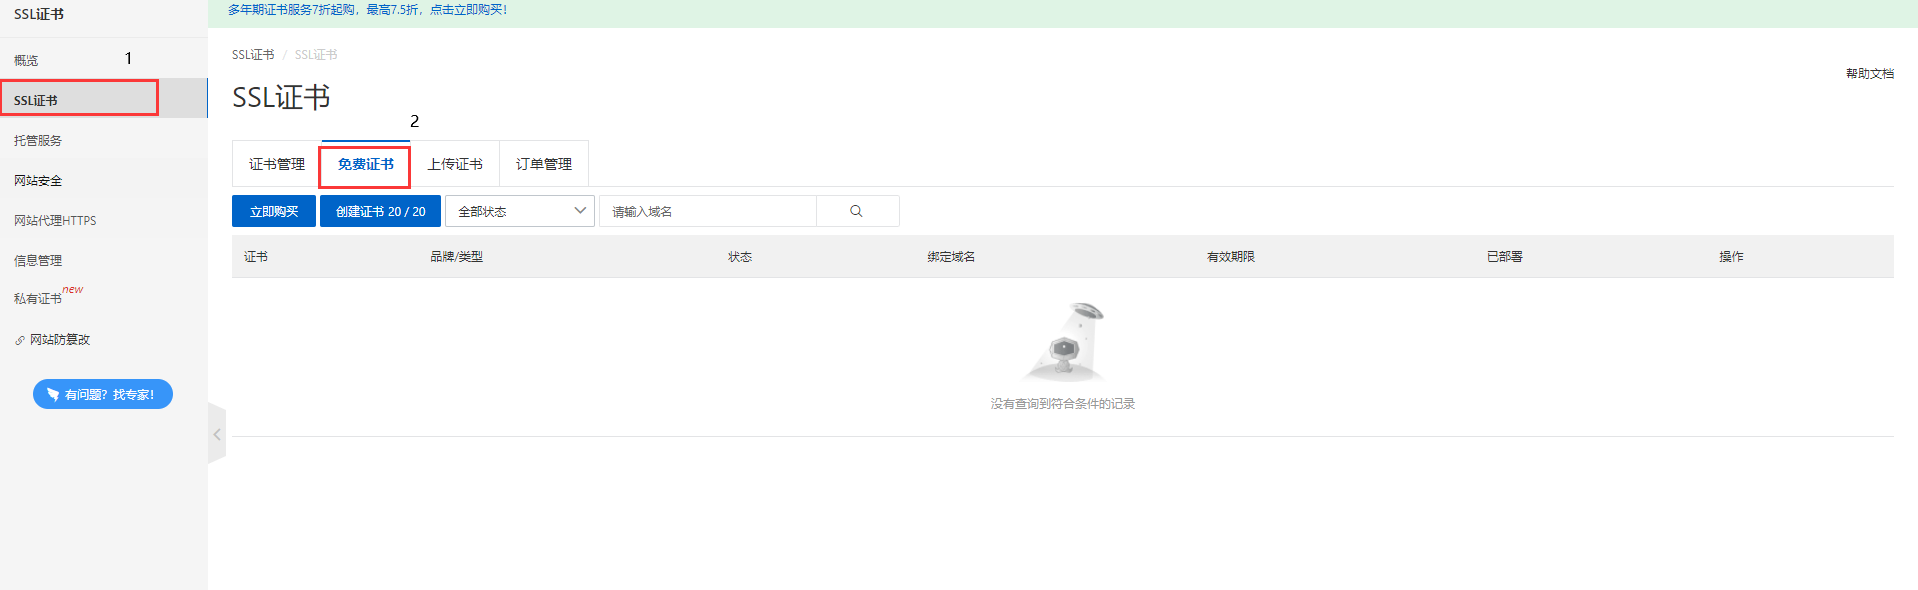 SSL证书
多年期证书服务7折起购，最高7.5折，点击立即购买！
概览
1
SSL证书
托管服务
网站安全
网站代理HTTPS
信息管理
私有证书new
网站防篡改
有问题？找专家！
SSL证书 / SSL证书
帮助文档
SSL证书
2
证书管理 免费证书 上传证书 订单管理
立即购买 创建证书 20 / 20 全部状态 请输入域名
证书 品牌/类型 状态 绑定域名 有效期限 已部署 操作
没有查询到符合条件的记录